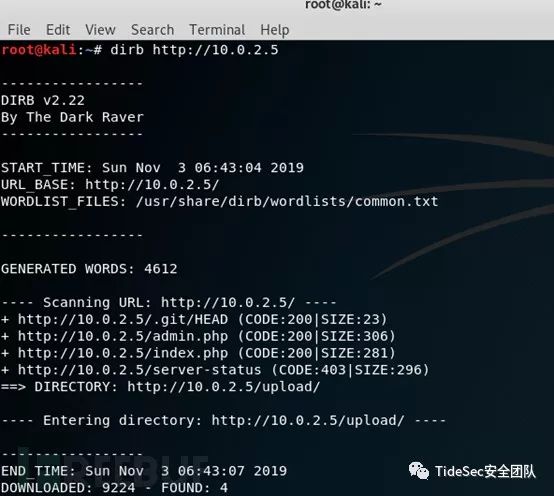 root@kali: ~
File Edit View Search Terminal Help
root@kali:~# dirb http://10.0.2.5
-----------------
DIRB v2.22
By The Dark Raver
-----------------
START_TIME: Sun Nov  3 06:43:04 2019
URL_BASE: http://10.0.2.5/
WORDLIST_FILES: /usr/share/dirb/wordlists/common.txt
-----------------
GENERATED WORDS: 4612
---- Scanning URL: http://10.0.2.5/ ----
+ http://10.0.2.5/.git/HEAD (CODE:200|SIZE:23)
+ http://10.0.2.5/admin.php (CODE:200|SIZE:306)
+ http://10.0.2.5/index.php (CODE:200|SIZE:281)
+ http://10.0.2.5/server-status (CODE:403|SIZE:296)
==> DIRECTORY: http://10.0.2.5/upload/
---- Entering directory: http://10.0.2.5/upload/ ----
-----------------
END_TIME: Sun Nov  3 06:43:07 2019
DOWNLOADED: 9224 - FOUND: 4
TideSec安全团队